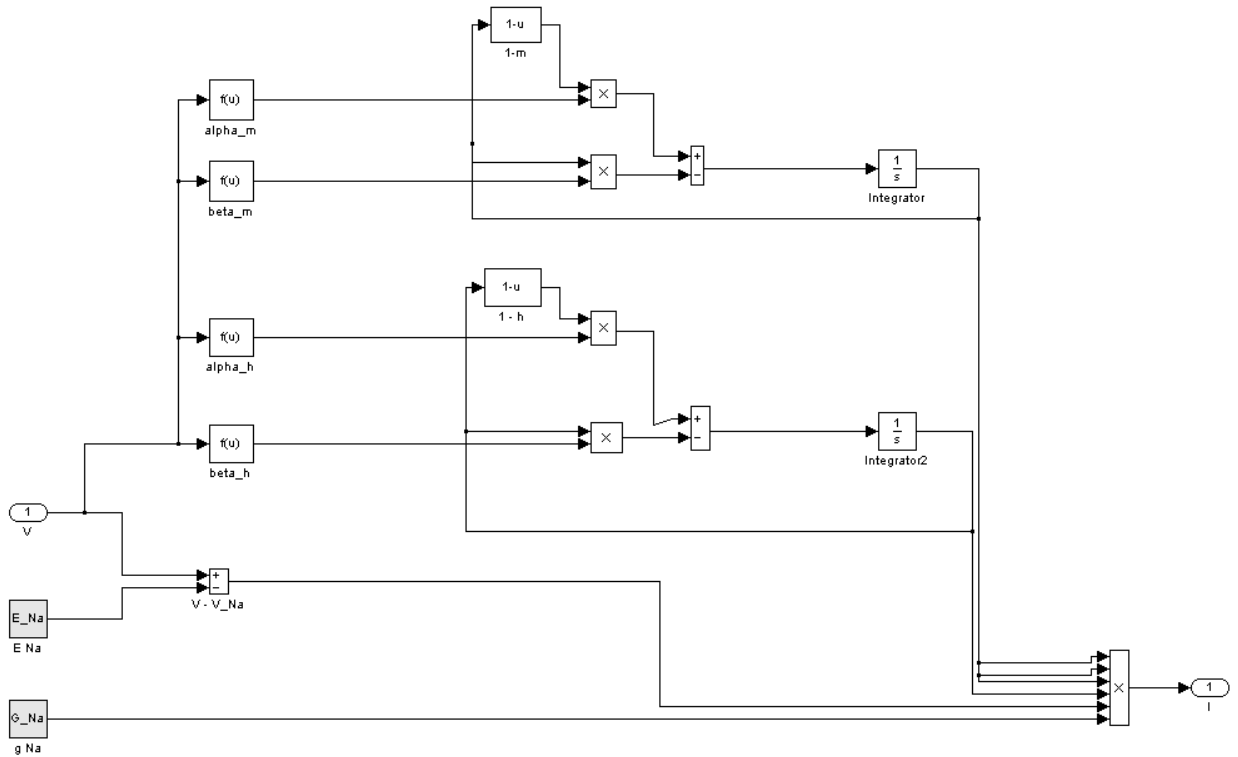 1-u
1-m
×
f(u)
alpha_m
+
−
×
1
s
Integrator
f(u)
beta_m
1-u
1 - h
×
f(u)
alpha_h
+
−
×
1
s
Integrator2
f(u)
beta_h
1
V
+
−
V - V_Na
E_Na
E Na
×
1
I
G_Na
g Na